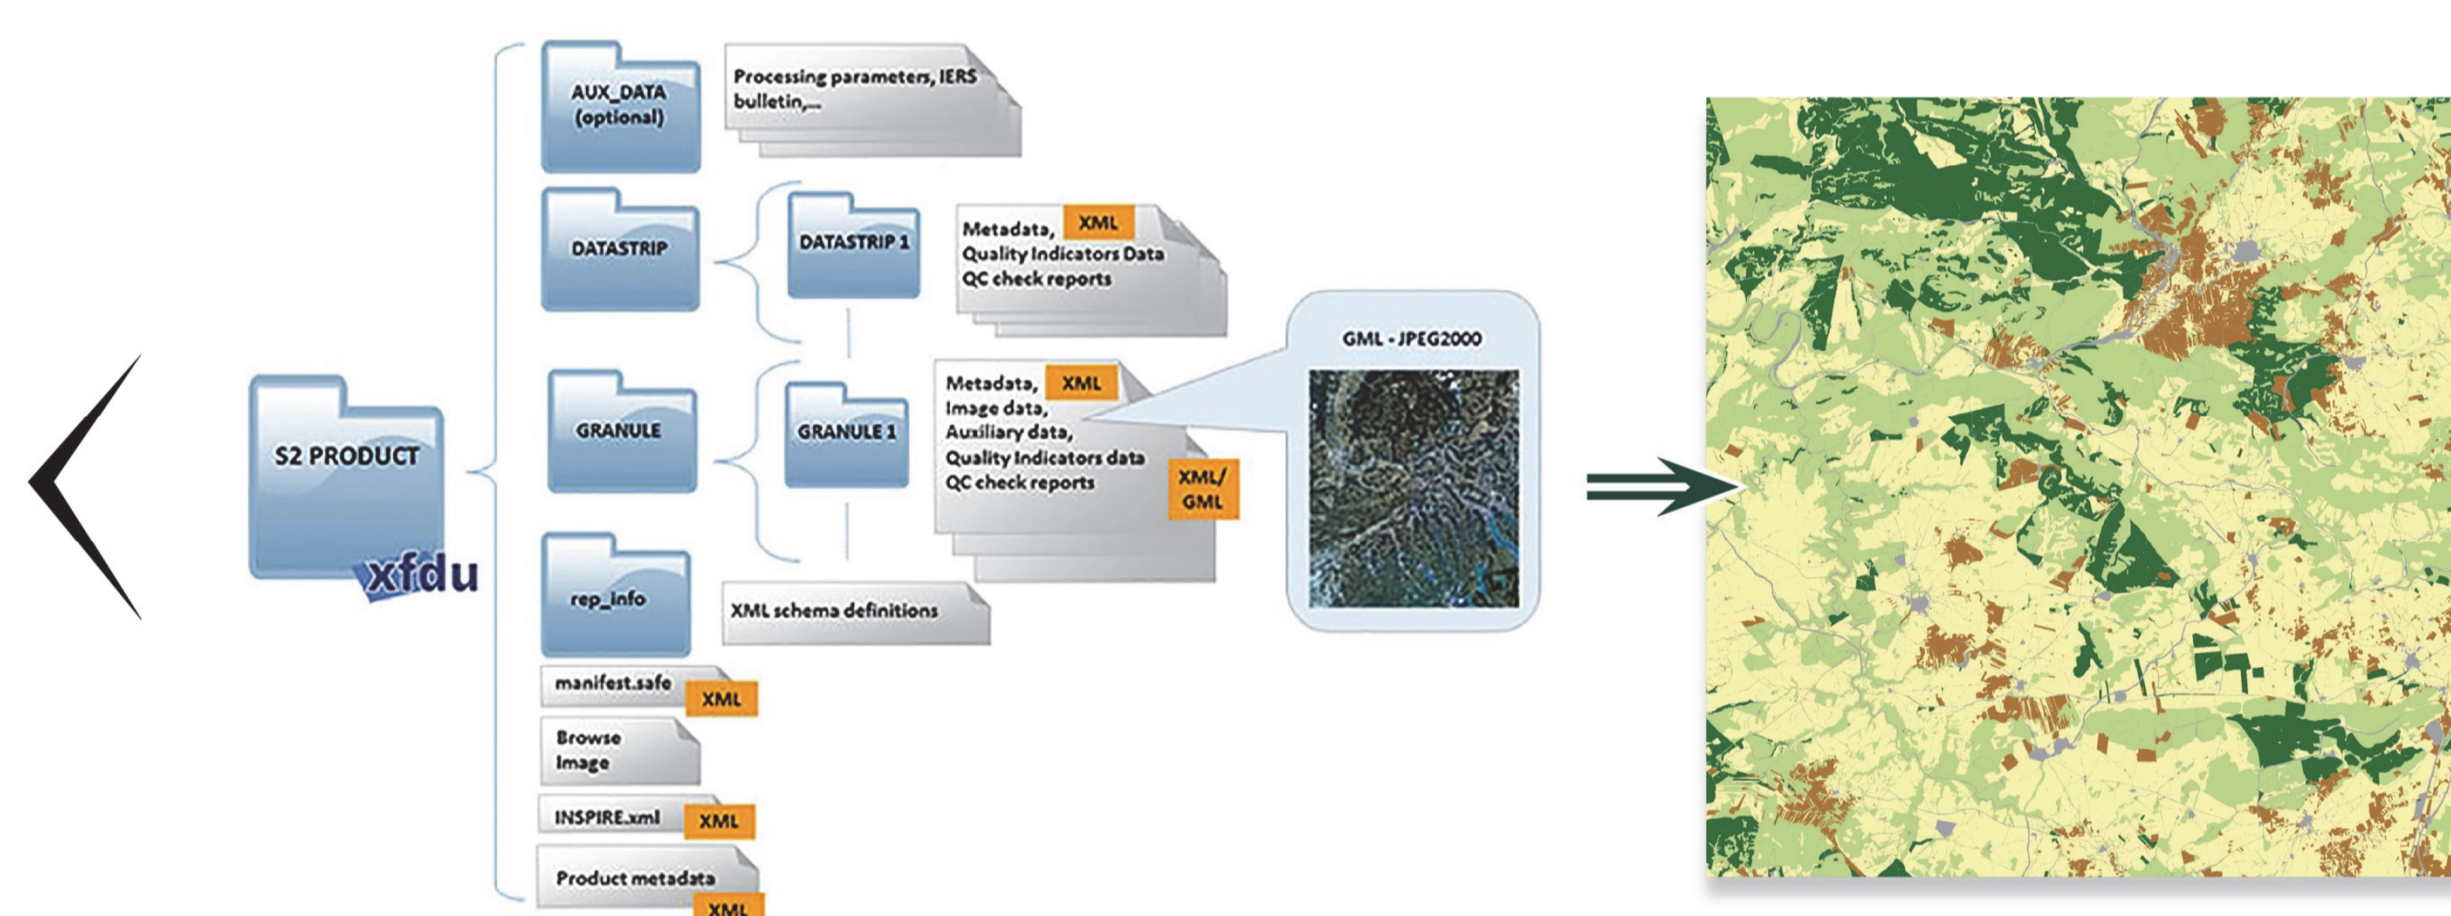 S2 PRODUCT
xfdu
AUX_DATA
(optional)
Processing parameters, IERS
bulletin,...
DATASTRIP
DATASTRIP 1
Metadata, XML
Quality Indicators Data
QC check reports
GRANULE
GRANULE 1
Metadata, XML
Image data,
Auxiliary data,
Quality Indicators data
QC check reports
XML/
GML
GML - JPEG2000
rep_info
XML schema definitions
manifest.safe
XML
Browse
Image
INSPIRE.xml
XML
Product metadata
XML